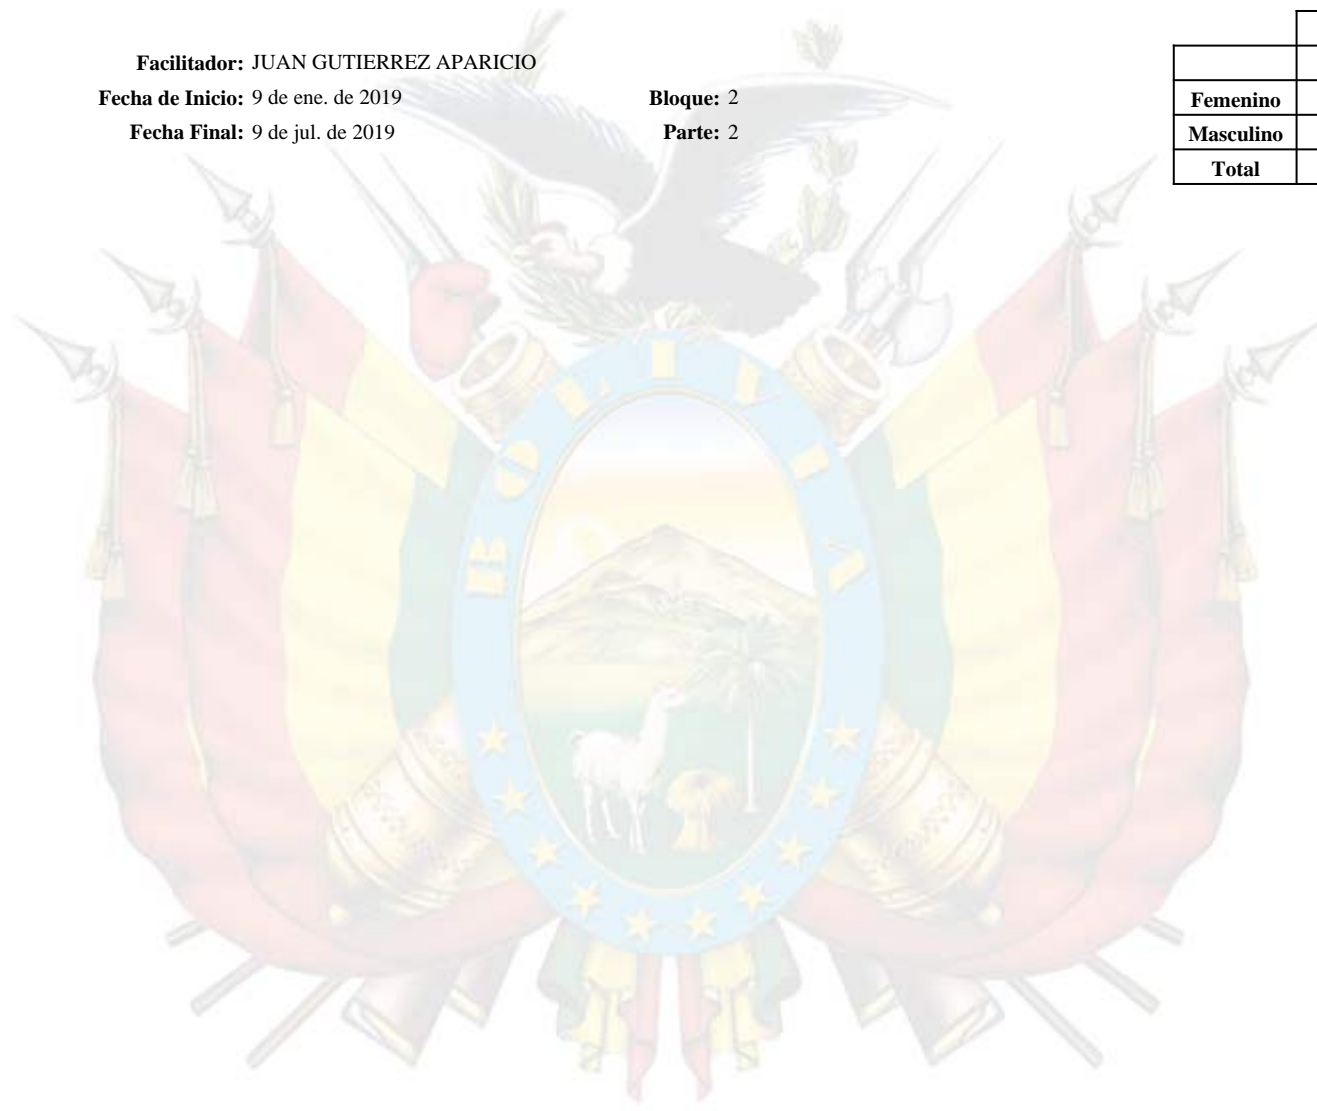 Facilitador: JUAN GUTIERREZ APARICIO
Fecha de Inicio: 9 de ene. de 2019 Bloque: 2
Fecha Final: 9 de jul. de 2019 Parte: 2
Femenino
Masculino
Total
BOLIVIA